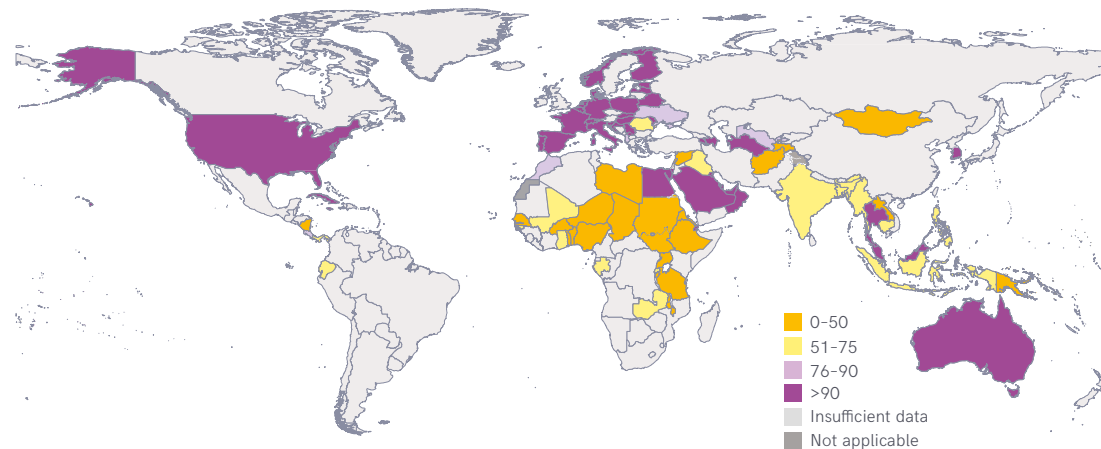 0–50
51–75
76–90
>90
Insufficient data
Not applicable